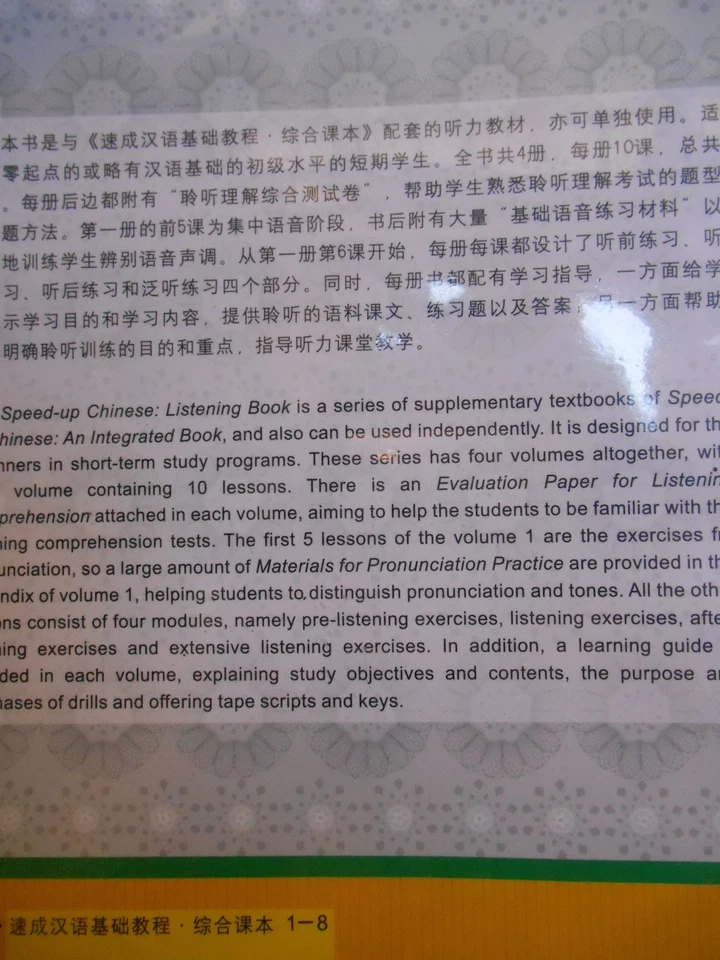 本书是与《速成汉语基础教程·综合课本》配套的听力教材，亦可单独使用。适
零起点的或略有汉语基础的初级水平的短期学生。全书共4册，每册10课，总共
。每册后边都附有“聆听理解综合测试卷”，帮助学生熟悉聆听理解考试的题型
题方法。第一册的前5课为集中语音阶段，书后附有大量“基础语音练习材料”以
地训练学生辨别语音声调。从第一册第6课开始，每册每课都设计了听前练习、听
习、听后练习和泛听练习四个部分。同时，每册书都配有学习指导，一方面给学
示学习目的和学习内容，提供聆听的语料课文、练习题以及答案；另一方面帮助
明确聆听训练的目的和重点，指导听力课堂教学。
Speed-up Chinese: Listening Book is a series of supplementary textbooks of Speed
hinese: An Integrated Book, and also can be used independently. It is designed for th
nners in short-term study programs. These series has four volumes altogether, wit
volume containing 10 lessons. There is an Evaluation Paper for Listenin
prehension attached in each volume, aiming to help the students to be familiar with th
ning comprehension tests. The first 5 lessons of the volume 1 are the exercises f
unciation, so a large amount of Materials for Pronunciation Practice are provided in th
ndix of volume 1, helping students to distinguish pronunciation and tones. All the oth
ons consist of four modules, namely pre-listening exercises, listening exercises, afte
ning exercises and extensive listening exercises. In addition, a learning guide
ded in each volume, explaining study objectives and contents, the purpose an
hases of drills and offering tape scripts and keys.
速成汉语基础教程·综合课本 1—8